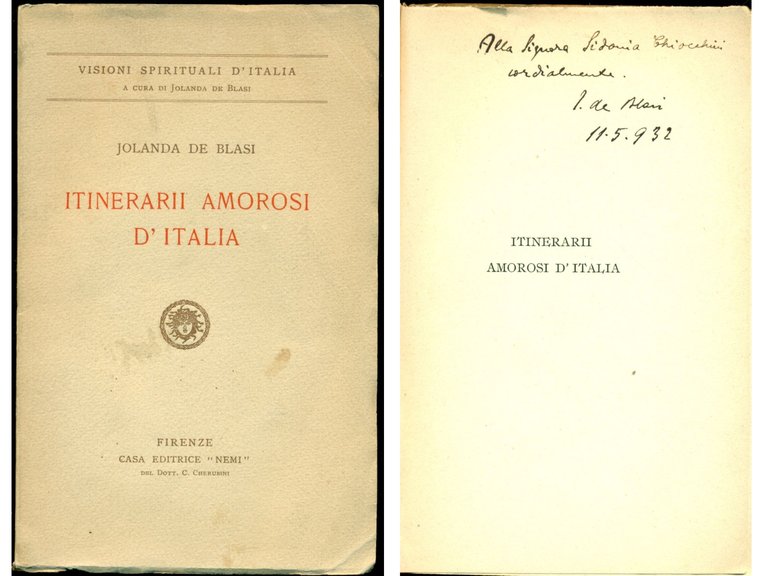 VISIONI SPIRITUALI D'ITALIA
A CURA DI JOLANDA DE BLASI
JOLANDA DE BLASI
ITINERARII AMOROSI
D'ITALIA
FIRENZE
CASA EDITRICE "NEMI"
DEL DOTT. C. CHERUBINI
Alla Signora Sidonia Chiocchini
cordialmente.
J. de Blasi
11.5.932
ITINERARII
AMOROSI D'ITALIA